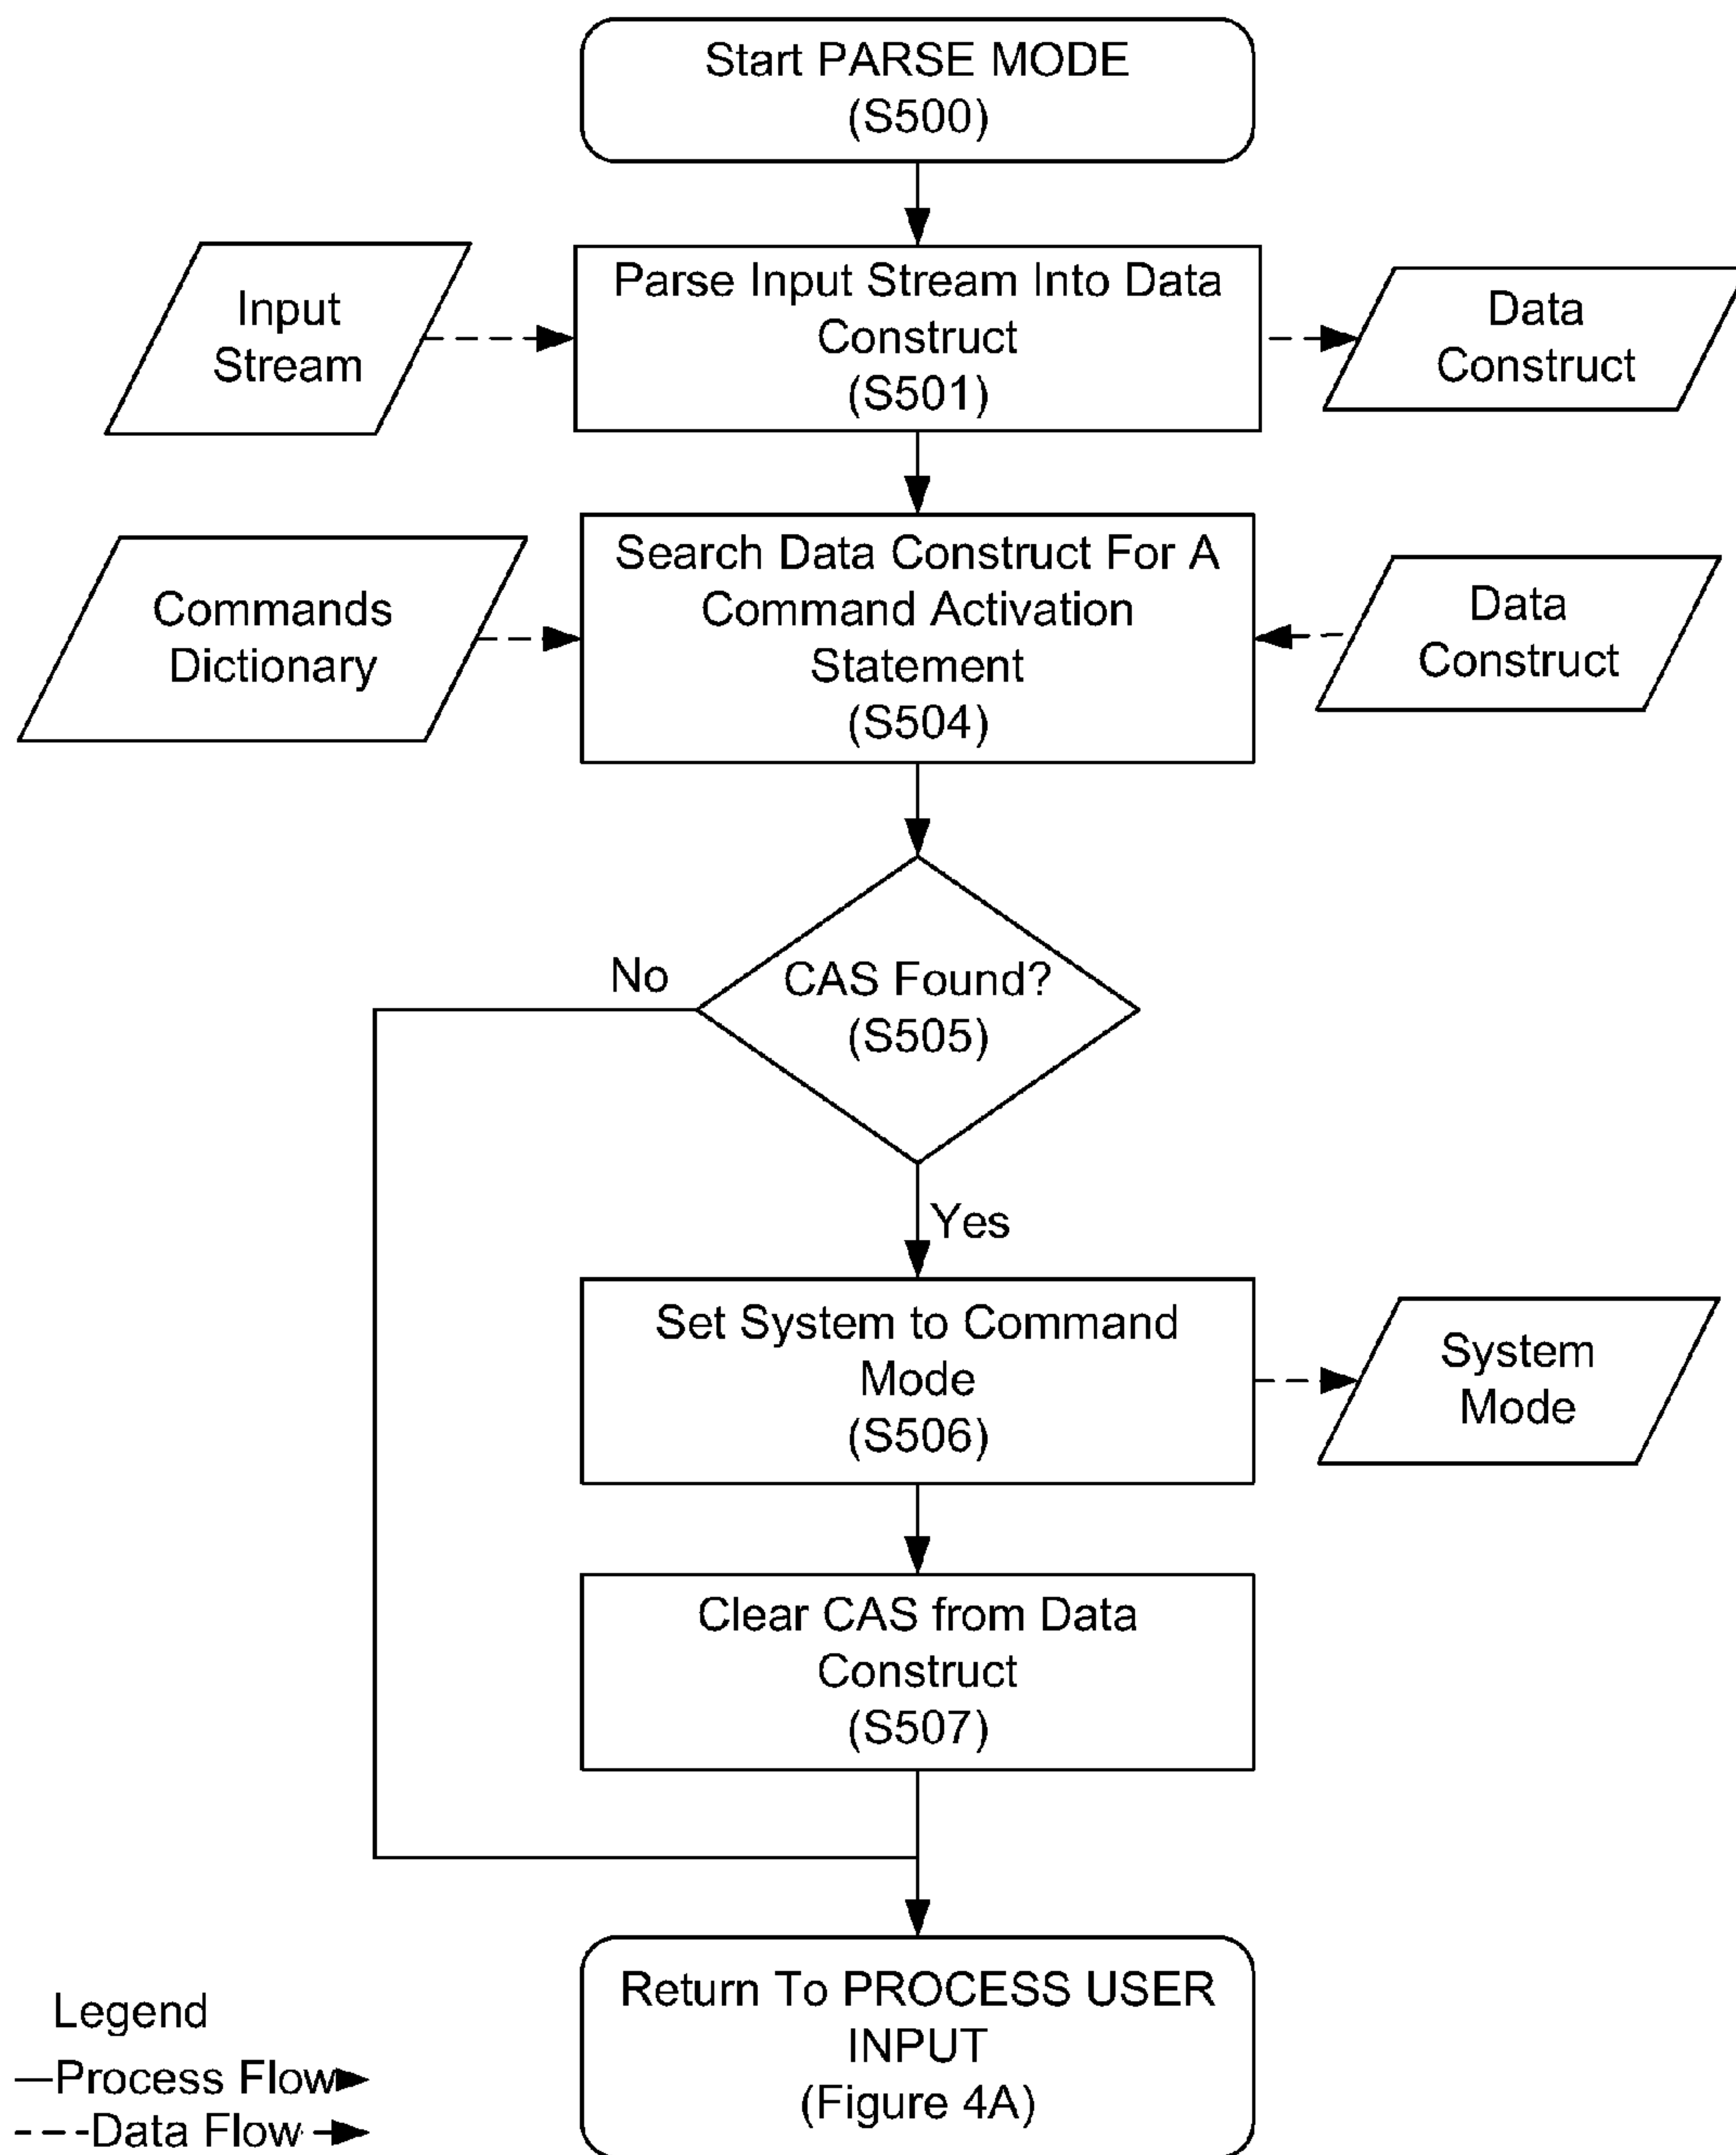 Start PARSE MODE
(S500)
Input
Stream
Parse Input Stream Into Data
Construct
(S501)
Data
Construct
Commands
Dictionary
Search Data Construct For A
Command Activation
Statement
(S504)
Data
Construct
No
CAS Found?
(S505)
Yes
Set System to Command
Mode
(S506)
System
Mode
Clear CAS from Data
Construct
(S507)
Return To PROCESS USER
INPUT
(Figure 4A)
Legend
Process Flow
Data Flow